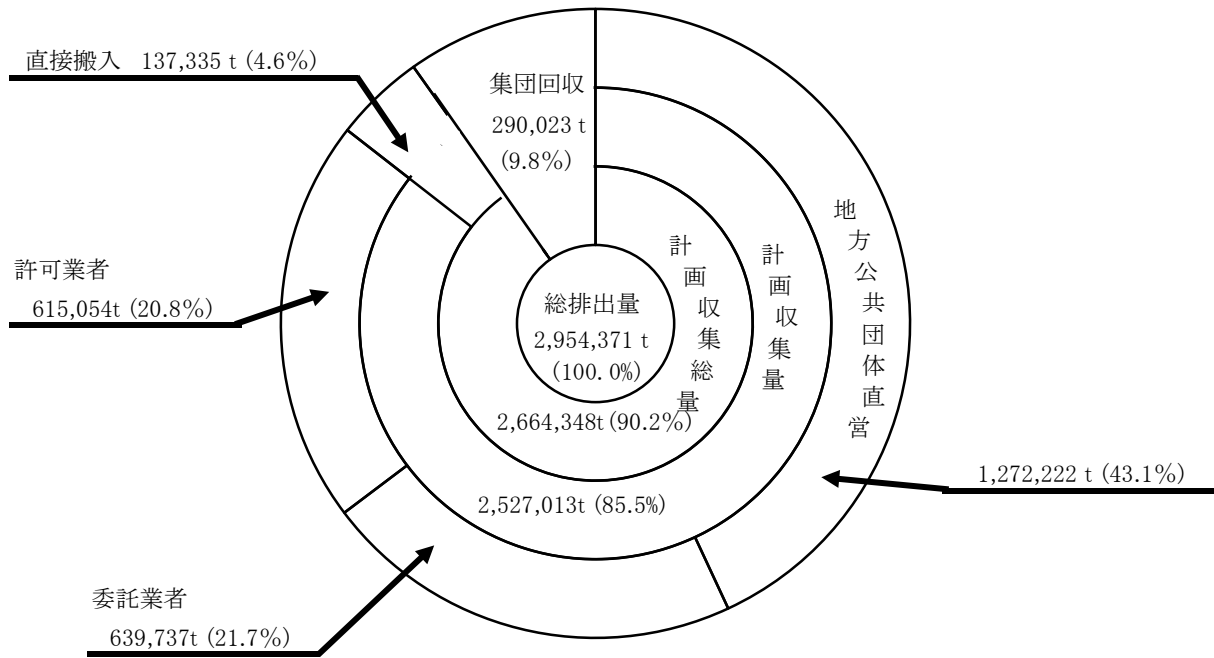 直接搬入 137,335 t (4.6%)
集団回収
290,023 t
(9.8%)
許可業者
615,054t (20.8%)
総排出量
2,954,371 t
(100.0%)
計画収集総量
2,664,348t(90.2%)
計画収集量
2,527,013t (85.5%)
地方公共団体直営
1,272,222 t (43.1%)
委託業者
639,737t (21.7%)